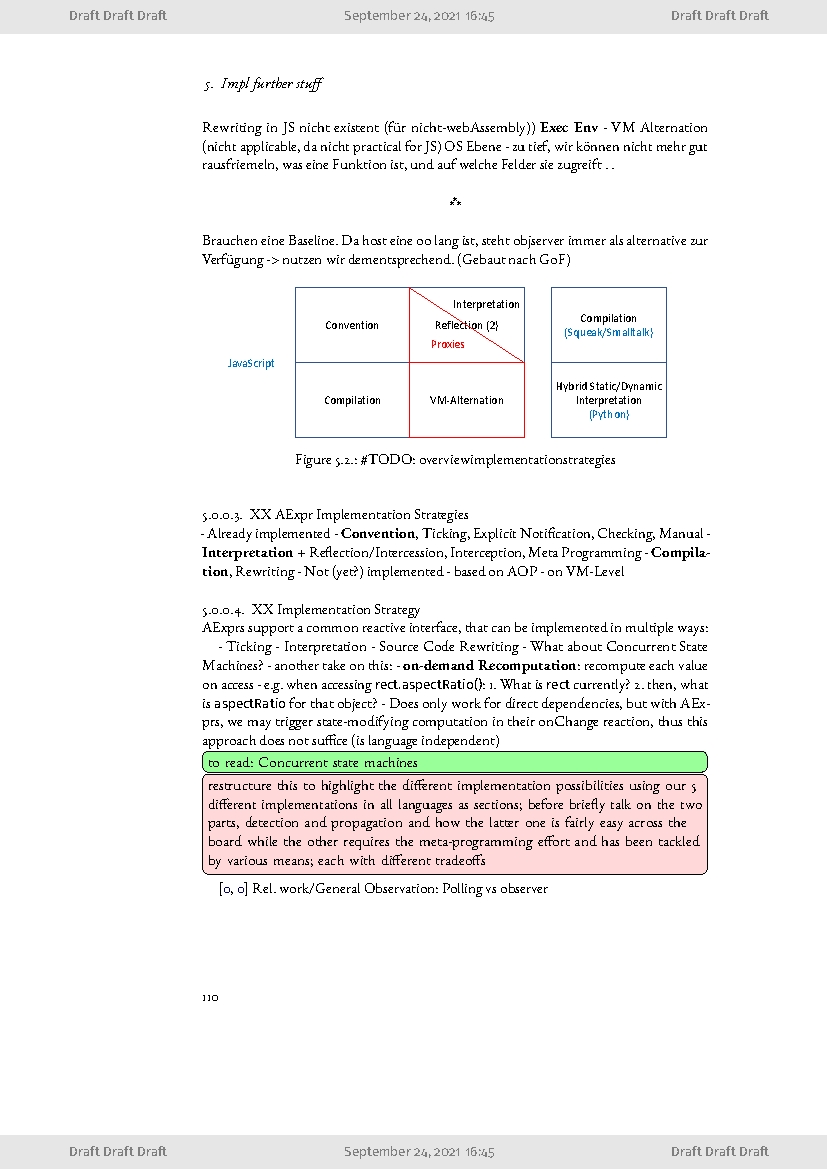 Draft Draft Draft September 24, 2021 16:45 Draft Draft Draft
5. Impl further stuff
Rewriting in JS nicht existent (für nicht-webAssembly)) Exec Env - VM Alternation
(nicht applicable, da nicht practical for JS) OS Ebene - zu tief, wir können nicht mehr gut
rausfriemeln, was eine Funktion ist, und auf welche Felder sie zugreift . .
⁂
Brauchen eine Baseline. Da host eine oo lang ist, steht objserver immer als alternative zur
Verfügung -> nutzen wir dementsprechend. (Gebaut nach GoF)
JavaScript
Convention
Interpretation
Reflection (2)
Proxies
Compilation
VM-Alternation
Compilation
(Squeak/Smalltalk)
Hybrid Static/Dynamic
Interpretation
(Python)
Figure 5.2.: #TODO: overviewimplementationstrategies
5.0.0.3. XX AExpr Implementation Strategies
- Already implemented - Convention, Ticking, Explicit Notification, Checking, Manual -
Interpretation + Reflection/Intercession, Interception, Meta Programming - Compila-
tion, Rewriting - Not (yet?) implemented - based on AOP - on VM-Level
5.0.0.4. XX Implementation Strategy
AExprs support a common reactive interface, that can be implemented in multiple ways:
- Ticking - Interpretation - Source Code Rewriting - What about Concurrent State
Machines? - another take on this: - on-demand Recomputation: recompute each value
on access - e.g. when accessing rect.aspectRatio(): 1. What is rect currently? 2. then, what
is aspectRatio for that object? - Does only work for direct dependencies, but with AEx-
prs, we may trigger state-modifying computation in their onChange reaction, thus this
approach does not suffice (is language independent)
to read: Concurrent state machines
restructure this to highlight the different implementation possibilities using our 5
different implementations in all languages as sections; before briefly talk on the two
parts, detection and propagation and how the latter one is fairly easy across the
board while the other requires the meta-programming effort and has been tackled
by various means; each with different tradeoffs
[0, 0] Rel. work/General Observation: Polling vs observer
110
Draft Draft Draft September 24, 2021 16:45 Draft Draft Draft